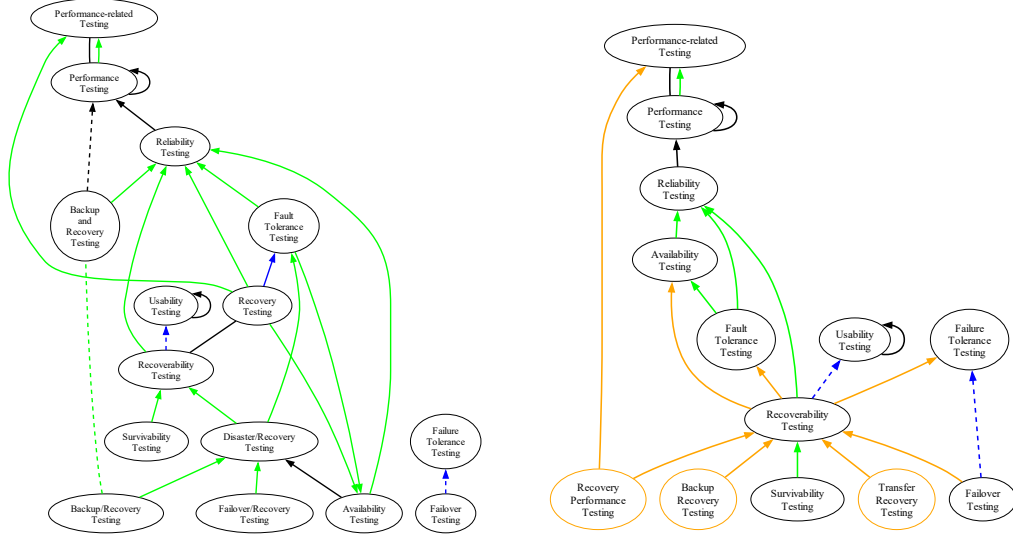 Performance-related
Testing
Performance
Testing
Reliability
Testing
Backup
and
Recovery
Testing
Fault
Tolerance
Testing
Usability
Testing
Recovery
Testing
Recoverability
Testing
Survivability
Testing
Disaster/Recovery
Testing
Failure
Tolerance
Testing
Backup/Recovery
Testing
Failover/Recovery
Testing
Availability
Testing
Failover
Testing
Performance-related
Testing
Performance
Testing
Reliability
Testing
Availability
Testing
Fault
Tolerance
Testing
Usability
Testing
Failure
Tolerance
Testing
Recoverability
Testing
Recovery
Performance
Testing
Backup
Recovery
Testing
Survivability
Testing
Transfer
Recovery
Testing
Failover
Testing